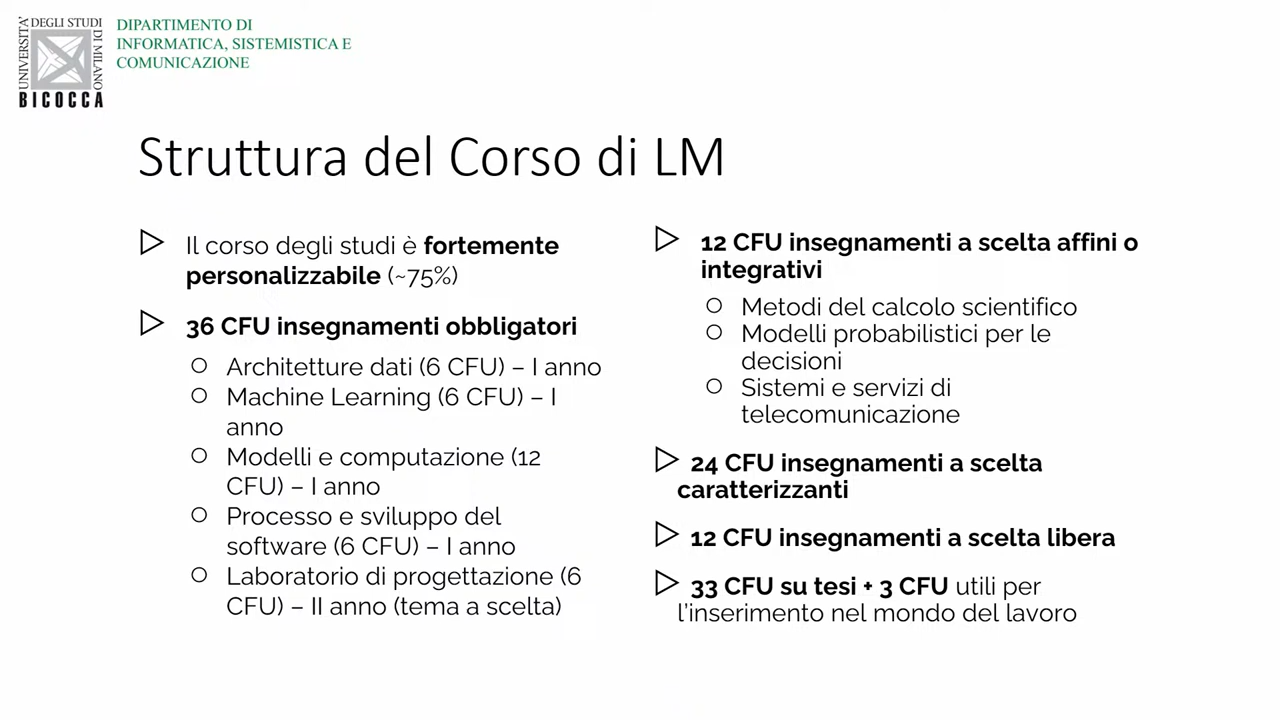 UNIVERSITÀ DEGLI STUDI DI MILANO
BICOCCA
DIPARTIMENTO DI
INFORMATICA, SISTEMISTICA E
COMUNICAZIONE
Struttura del Corso di LM
Il corso degli studi è fortemente
personalizzabile (~75%)
36 CFU insegnamenti obbligatori
Architetture dati (6 CFU) – I anno
Machine Learning (6 CFU) – I
anno
Modelli e computazione (12
CFU) – I anno
Processo e sviluppo del
software (6 CFU) – I anno
Laboratorio di progettazione (6
CFU) – II anno (tema a scelta)
12 CFU insegnamenti a scelta affini o
integrativi
Metodi del calcolo scientifico
Modelli probabilistici per le
decisioni
Sistemi e servizi di
telecomunicazione
24 CFU insegnamenti a scelta
caratterizzanti
12 CFU insegnamenti a scelta libera
33 CFU su tesi + 3 CFU utili per
l’inserimento nel mondo del lavoro